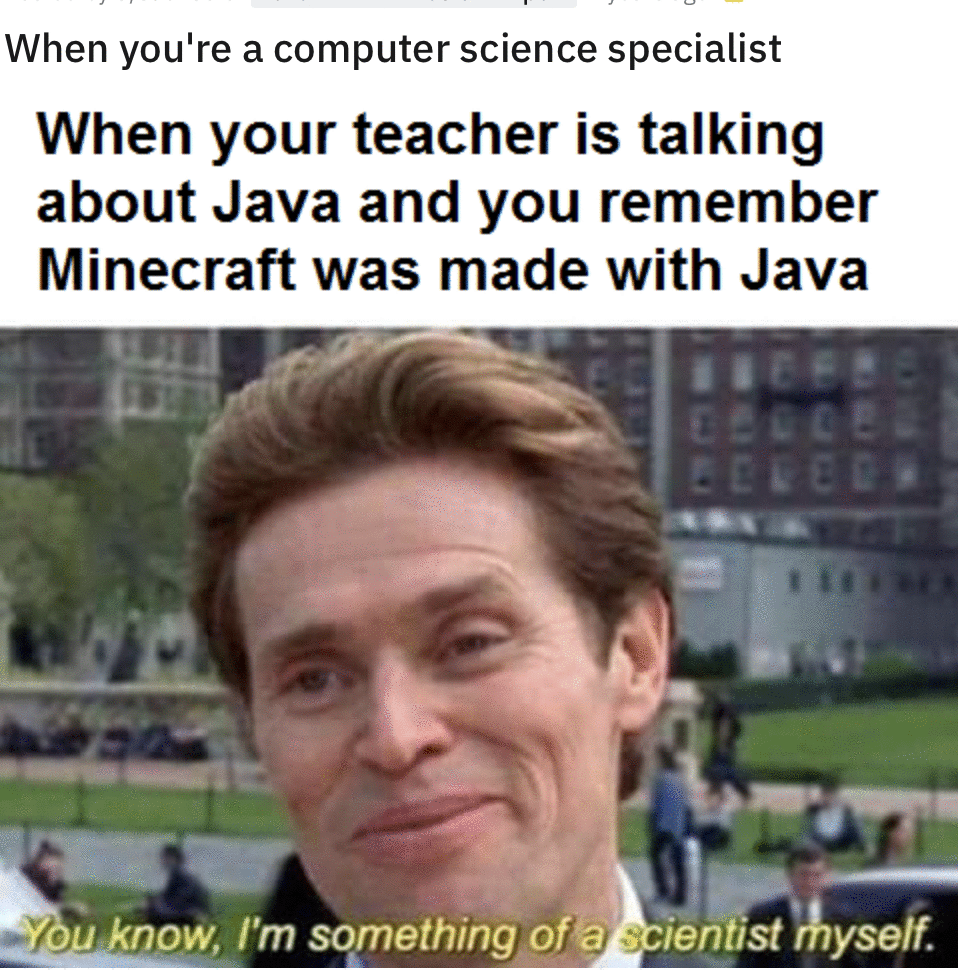 When you're a computer science specialist
When your teacher is talking
about Java and you remember
Minecraft was made with Java
You know, I'm something of a scientist myself.